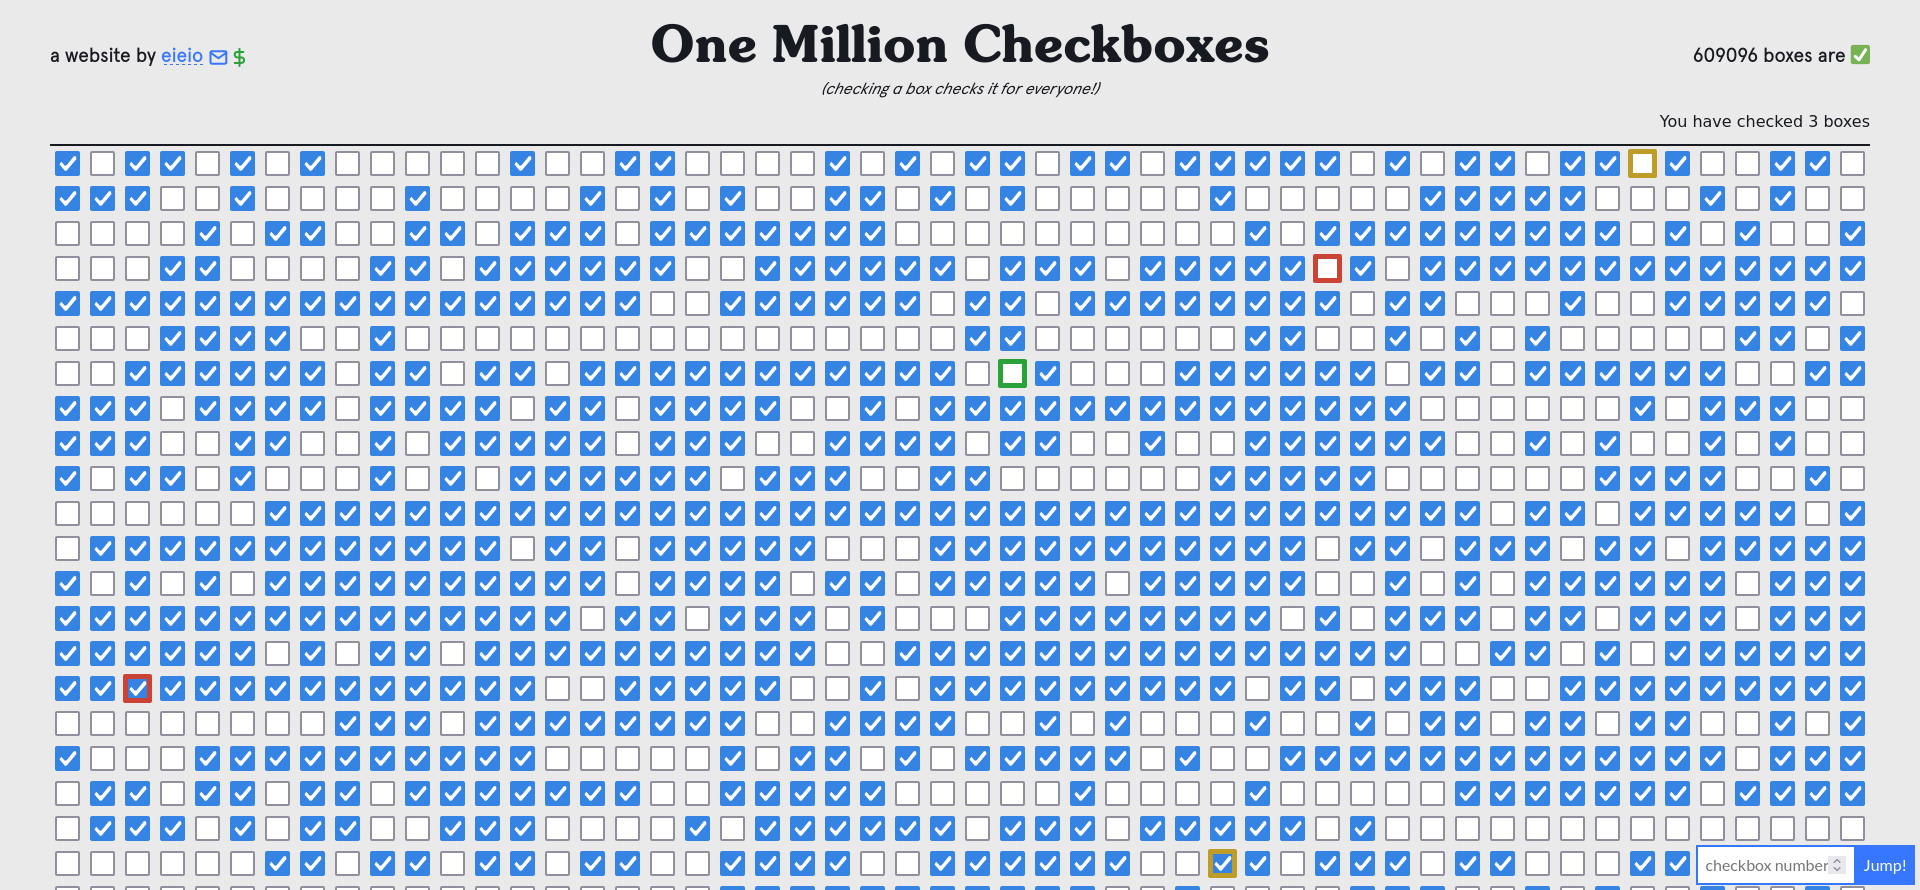 a website by eieio $
One Million Checkboxes
(checking a box checks it for everyone!)
609096 boxes are ✅
You have checked 3 boxes
checkbox number
Jump!